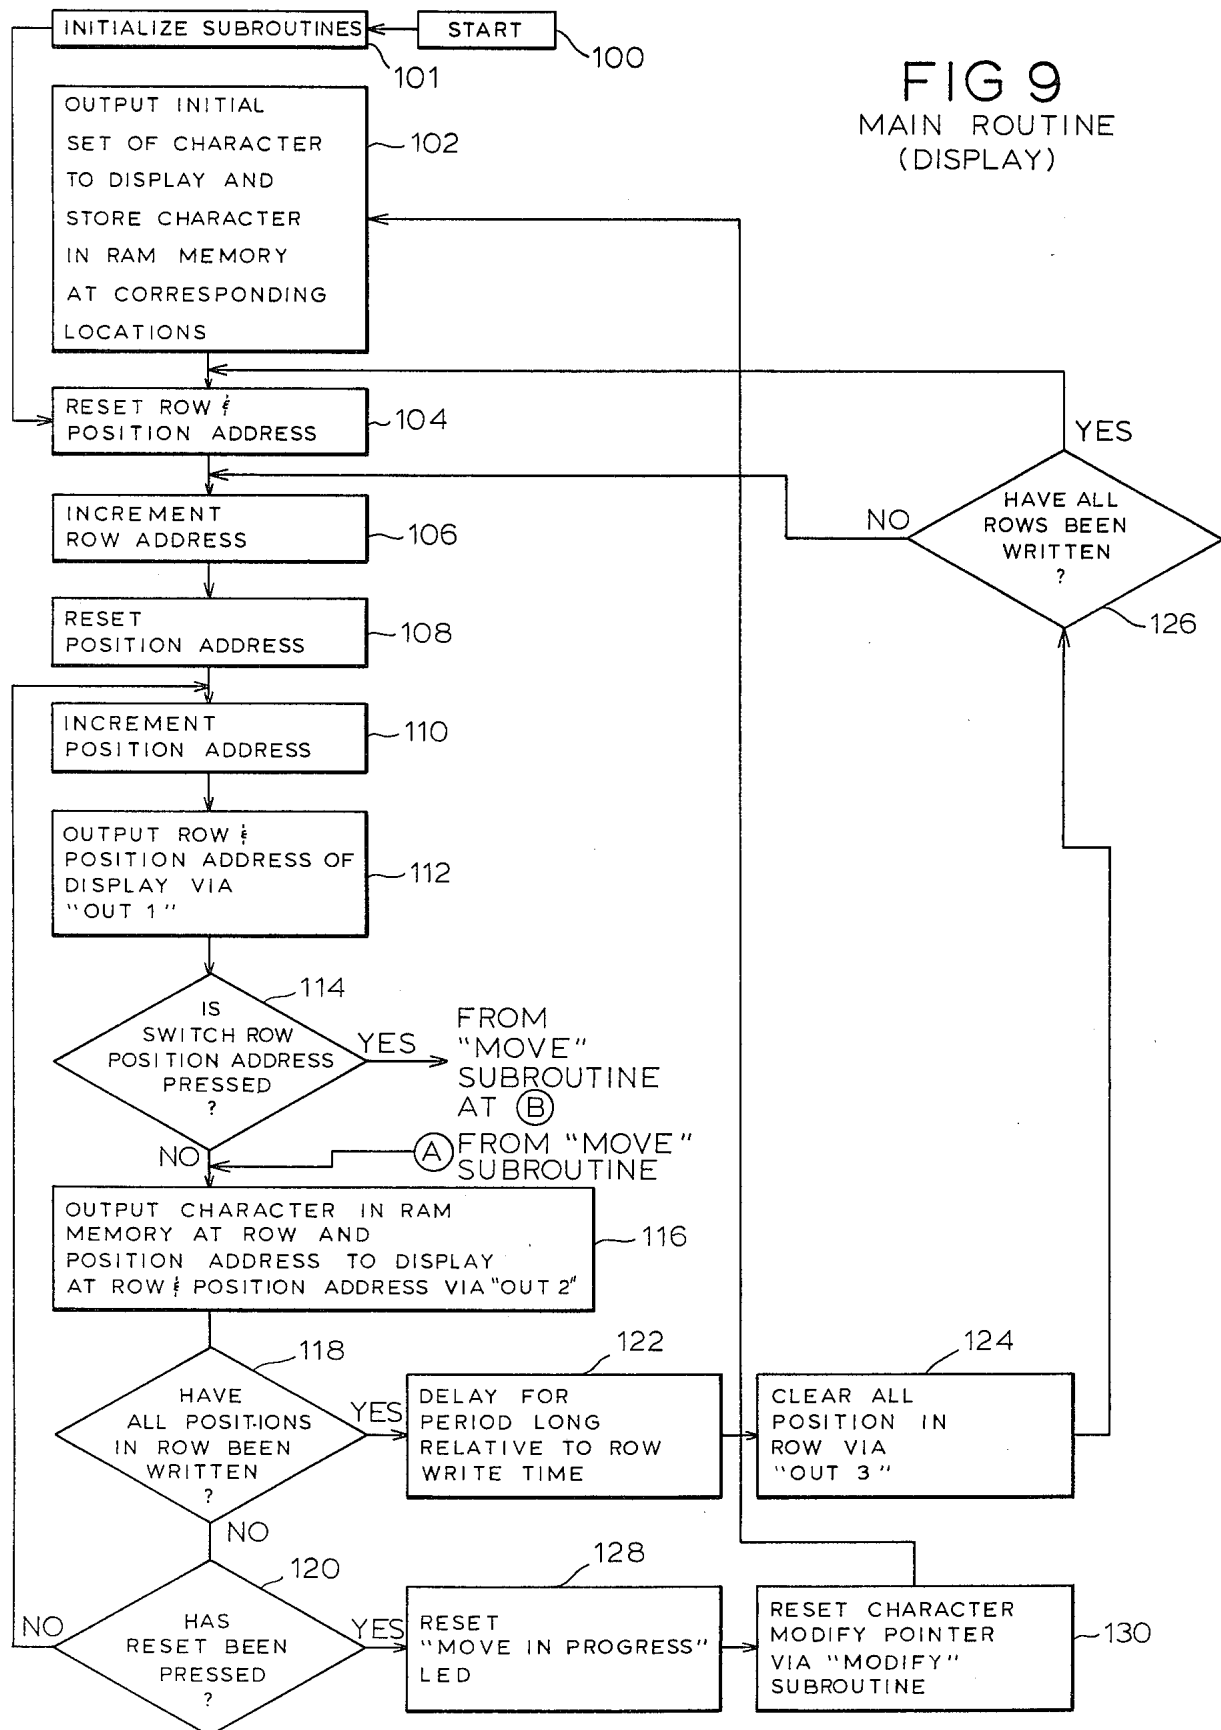 INITIALIZE SUBROUTINES
START
101
100
FIG 9
MAIN ROUTINE
(DISPLAY)
OUTPUT INITIAL
SET OF CHARACTER
TO DISPLAY AND
STORE CHARACTER
IN RAM MEMORY
AT CORRESPONDING
LOCATIONS
102
RESET ROW &
POSITION ADDRESS
104
INCREMENT
ROW ADDRESS
106
RESET
POSITION ADDRESS
108
INCREMENT
POSITION ADDRESS
110
OUTPUT ROW &
POSITION ADDRESS OF
DISPLAY VIA
"OUT 1"
112
YES
NO
HAVE ALL
ROWS BEEN
WRITTEN
?
126
114
IS
SWITCH ROW
POSITION ADDRESS
PRESSED
?
YES
FROM
"MOVE"
SUBROUTINE
AT B
NO
A FROM "MOVE"
SUBROUTINE
OUTPUT CHARACTER IN RAM
MEMORY AT ROW AND
POSITION ADDRESS TO DISPLAY
AT ROW & POSITION ADDRESS VIA "OUT 2"
116
118
HAVE
ALL POSITIONS
IN ROW BEEN
WRITTEN
?
YES
NO
122
DELAY FOR
PERIOD LONG
RELATIVE TO ROW
WRITE TIME
124
CLEAR ALL
POSITION IN
ROW VIA
"OUT 3"
120
NO
HAS
RESET BEEN
PRESSED
?
YES
128
RESET
"MOVE IN PROGRESS"
LED
RESET CHARACTER
MODIFY POINTER
VIA "MODIFY"
SUBROUTINE
130